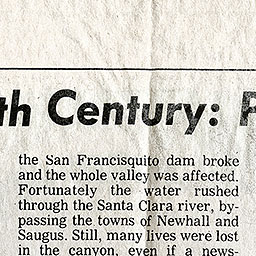 th Century:
the San Francisquito dam broke
and the whole valley was affected.
Fortunately the water rushed
through the Santa Clara river, by-
passing the towns of Newhall and
Saugus. Still, many lives were lost
in the canyon, even if a news-